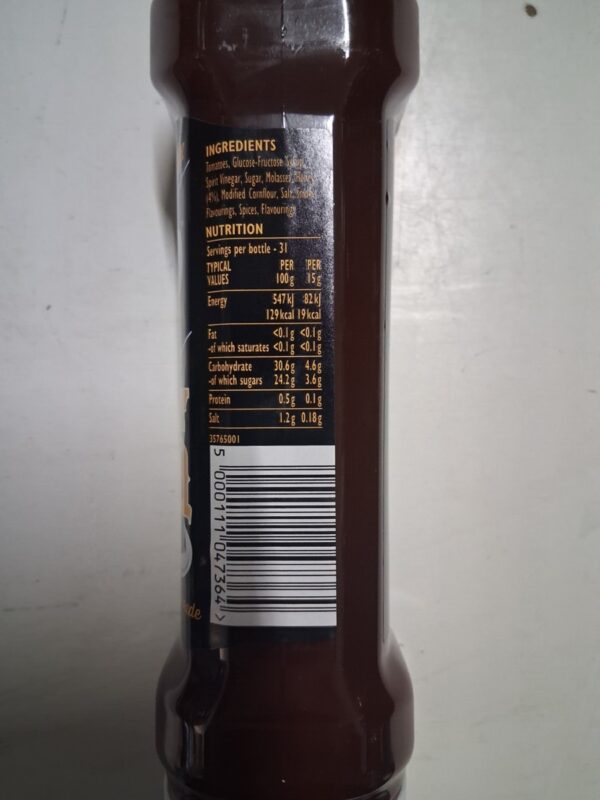 INGREDIENTS
Tomatoes, Glucose-Fructose Syrup,
Spirit Vinegar, Sugar, Molasses, Honey
(4%), Modified Cornflour, Salt, Smoke
Flavourings, Spices, Flavourings
NUTRITION
Servings per bottle - 31
TYPICAL PER PER
VALUES 100g 15g
Energy 547kJ 82kJ
129kcal 19kcal
Fat <0.1g <0.1g
-of which saturates <0.1g <0.1g
Carbohydrate 30.6g 4.6g
-of which sugars 24.2g 3.6g
Protein 0.5g 0.1g
Salt 1.2g 0.18g
35765001
5 000111 047364 >